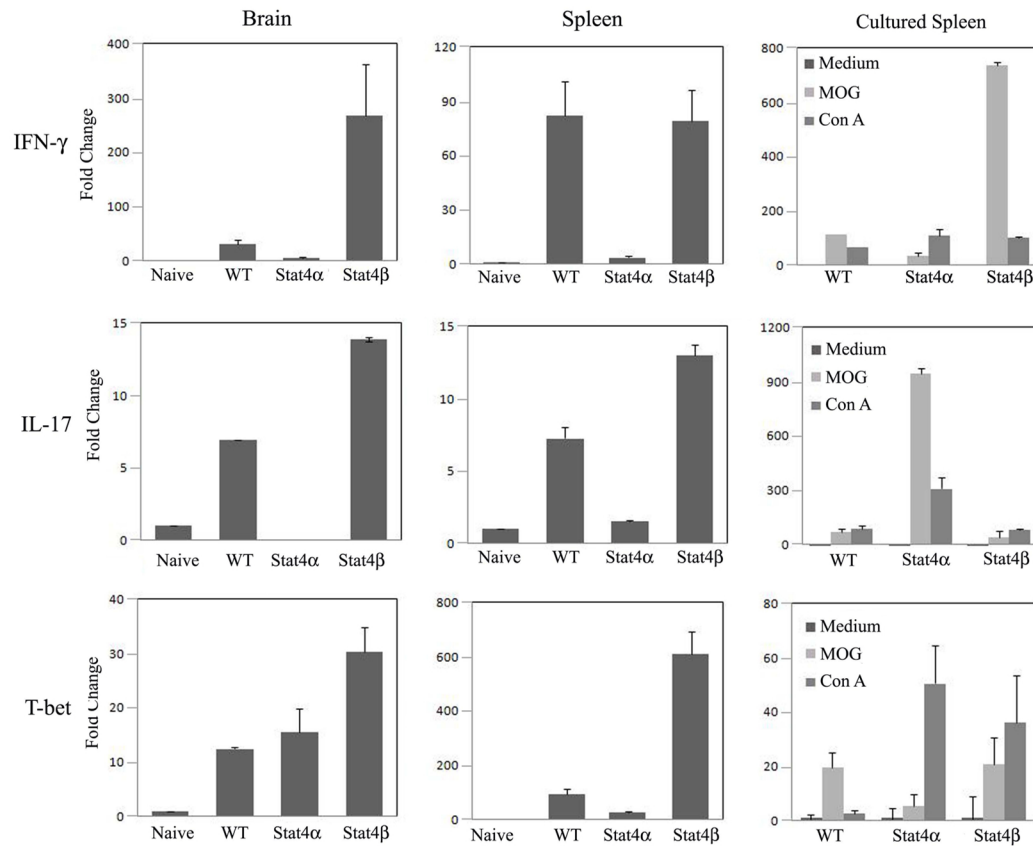 Brain
Spleen
Cultured Spleen
IFN-γ
Fold Change
400
300
200
100
0
Naive WT Stat4α Stat4β
120
90
60
30
0
Naive WT Stat4α Stat4β
800
600
400
200
0
Medium
MOG
Con A
WT Stat4α Stat4β
IL-17
Fold Change
15
10
5
0
Naive WT Stat4α Stat4β
15
10
5
0
Naive WT Stat4α Stat4β
1200
900
600
300
0
Medium
MOG
Con A
WT Stat4α Stat4β
T-bet
Fold Change
40
30
20
10
0
Naive WT Stat4α Stat4β
800
600
400
200
0
Naive WT Stat4α Stat4β
80
60
40
20
0
Medium
MOG
Con A
WT Stat4α Stat4β